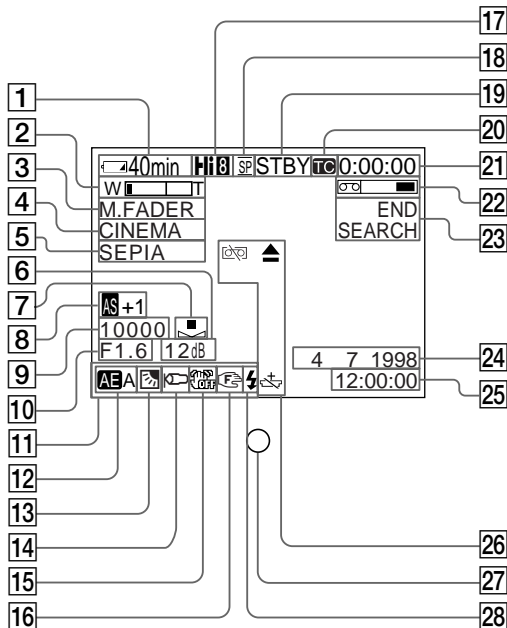 17
18
19
20
21
22
23
24
25
26
27
28
1
2
3
4
5
6
7
8
9
10
11
12
13
14
15
16
40min Hi8 SP STBY TC 0:00:00
W T
M.FADER
CINEMA
SEPIA
END
SEARCH
AS +1
10000
F1.6 12dB
4 7 1998
12:00:00
AE A OFF F